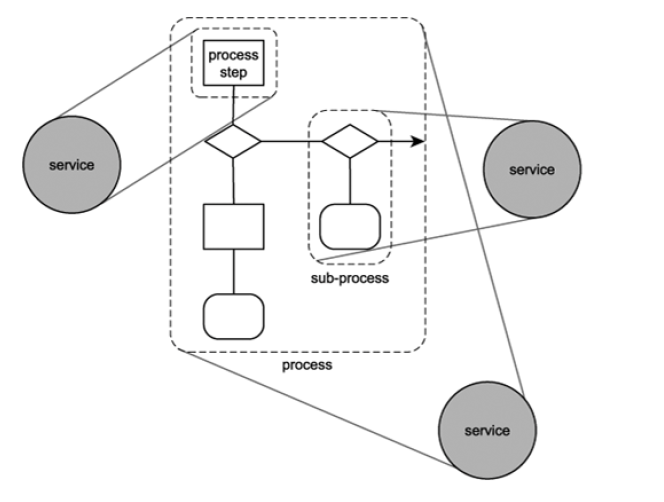 process
step
service
service
sub-process
process
service